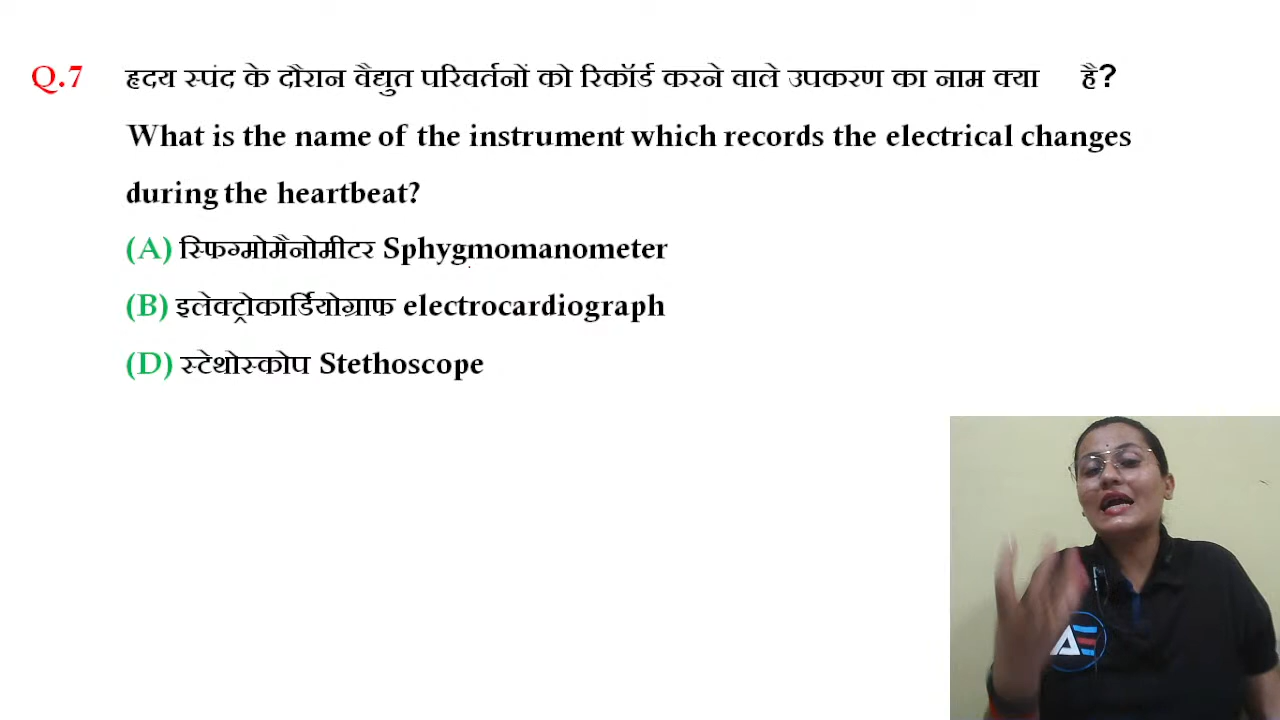 Q.7 हृदय स्पंद के दौरान वैद्युत परिवर्तनों को रिकॉर्ड करने वाले उपकरण का नाम क्या है?
What is the name of the instrument which records the electrical changes
during the heartbeat?
(A) स्फिग्मोमैनोमीटर Sphygmomanometer
(B) इलेक्ट्रोकार्डियोग्राफ electrocardiograph
(D) स्टेथोस्कोप Stethoscope
AE